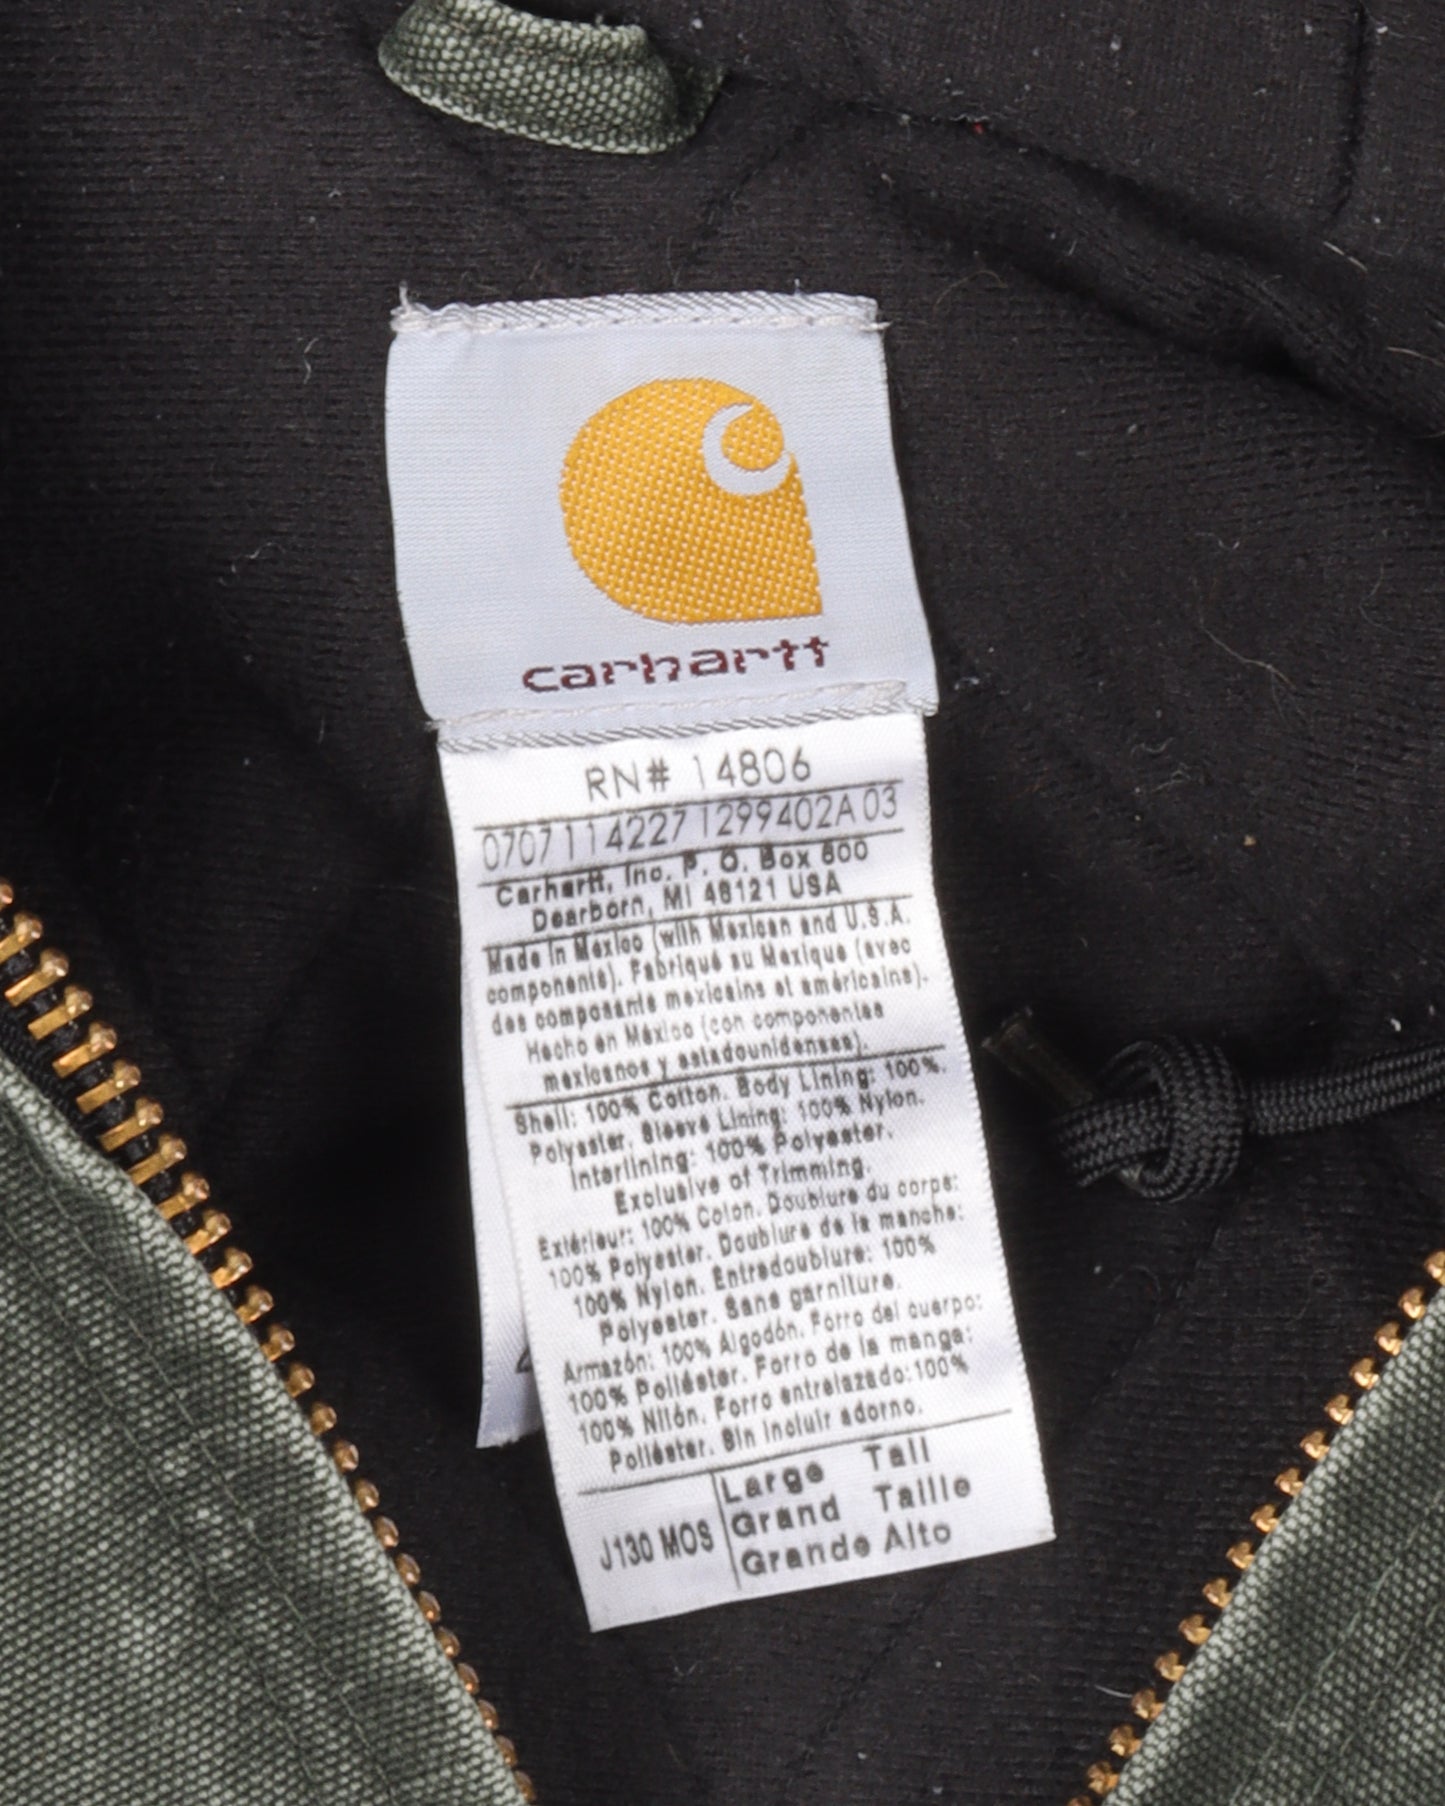 carhartt
RN# 14806
07071142271299402A03
Carhartt, Inc. P. O. Box 600
Dearborn, MI 48121 USA
Made in Mexico (with Mexican and U.S.A.
components). Fabriqué au Mexique (avec
des composants mexicains et américains).
Hecho en México (con componentes
mexicanos y estadounidenses).
Shell: 100% Cotton. Body Lining: 100%.
Polyester. Sleeve Lining: 100% Nylon.
Interlining: 100% Polyester.
Exclusive of Trimming.
Extérieur: 100% Coton. Doublure du corps:
100% Polyester. Doublure de la manche:
100% Nylon. Entredoublure: 100%
Polyester. Sans garniture.
Armazón: 100% Algodón. Forro del cuerpo:
100% Poliéster. Forro de la manga:
100% Nilón. Forro entrelazado:100%
Poliéster. Sin incluir adorno.
J130 MOS
Large Tall
Grand Taille
Grande Alto